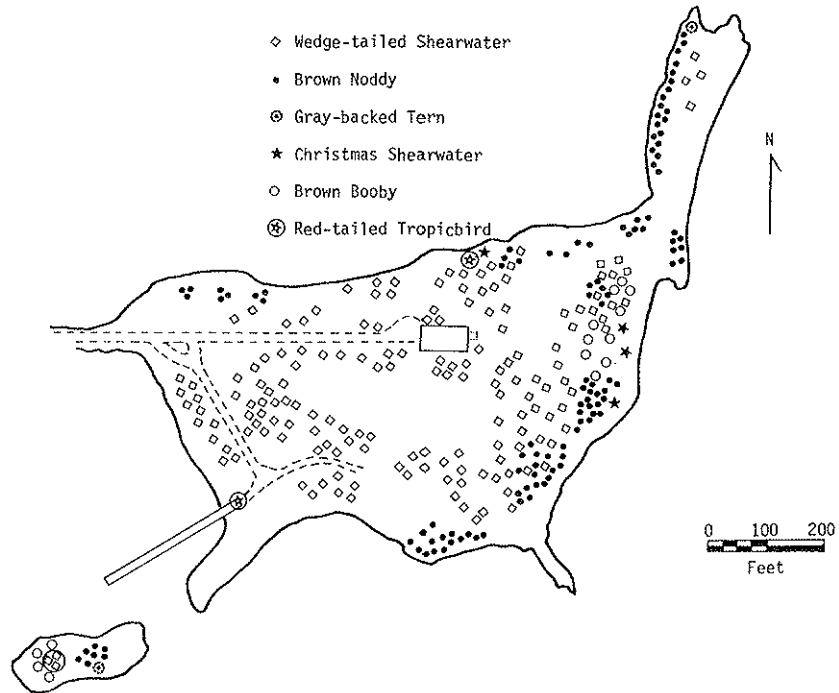 Wedge-tailed Shearwater
Brown Noddy
Gray-backed Tern
Christmas Shearwater
Brown Booby
Red-tailed Tropicbird
N
0 100 200
Feet